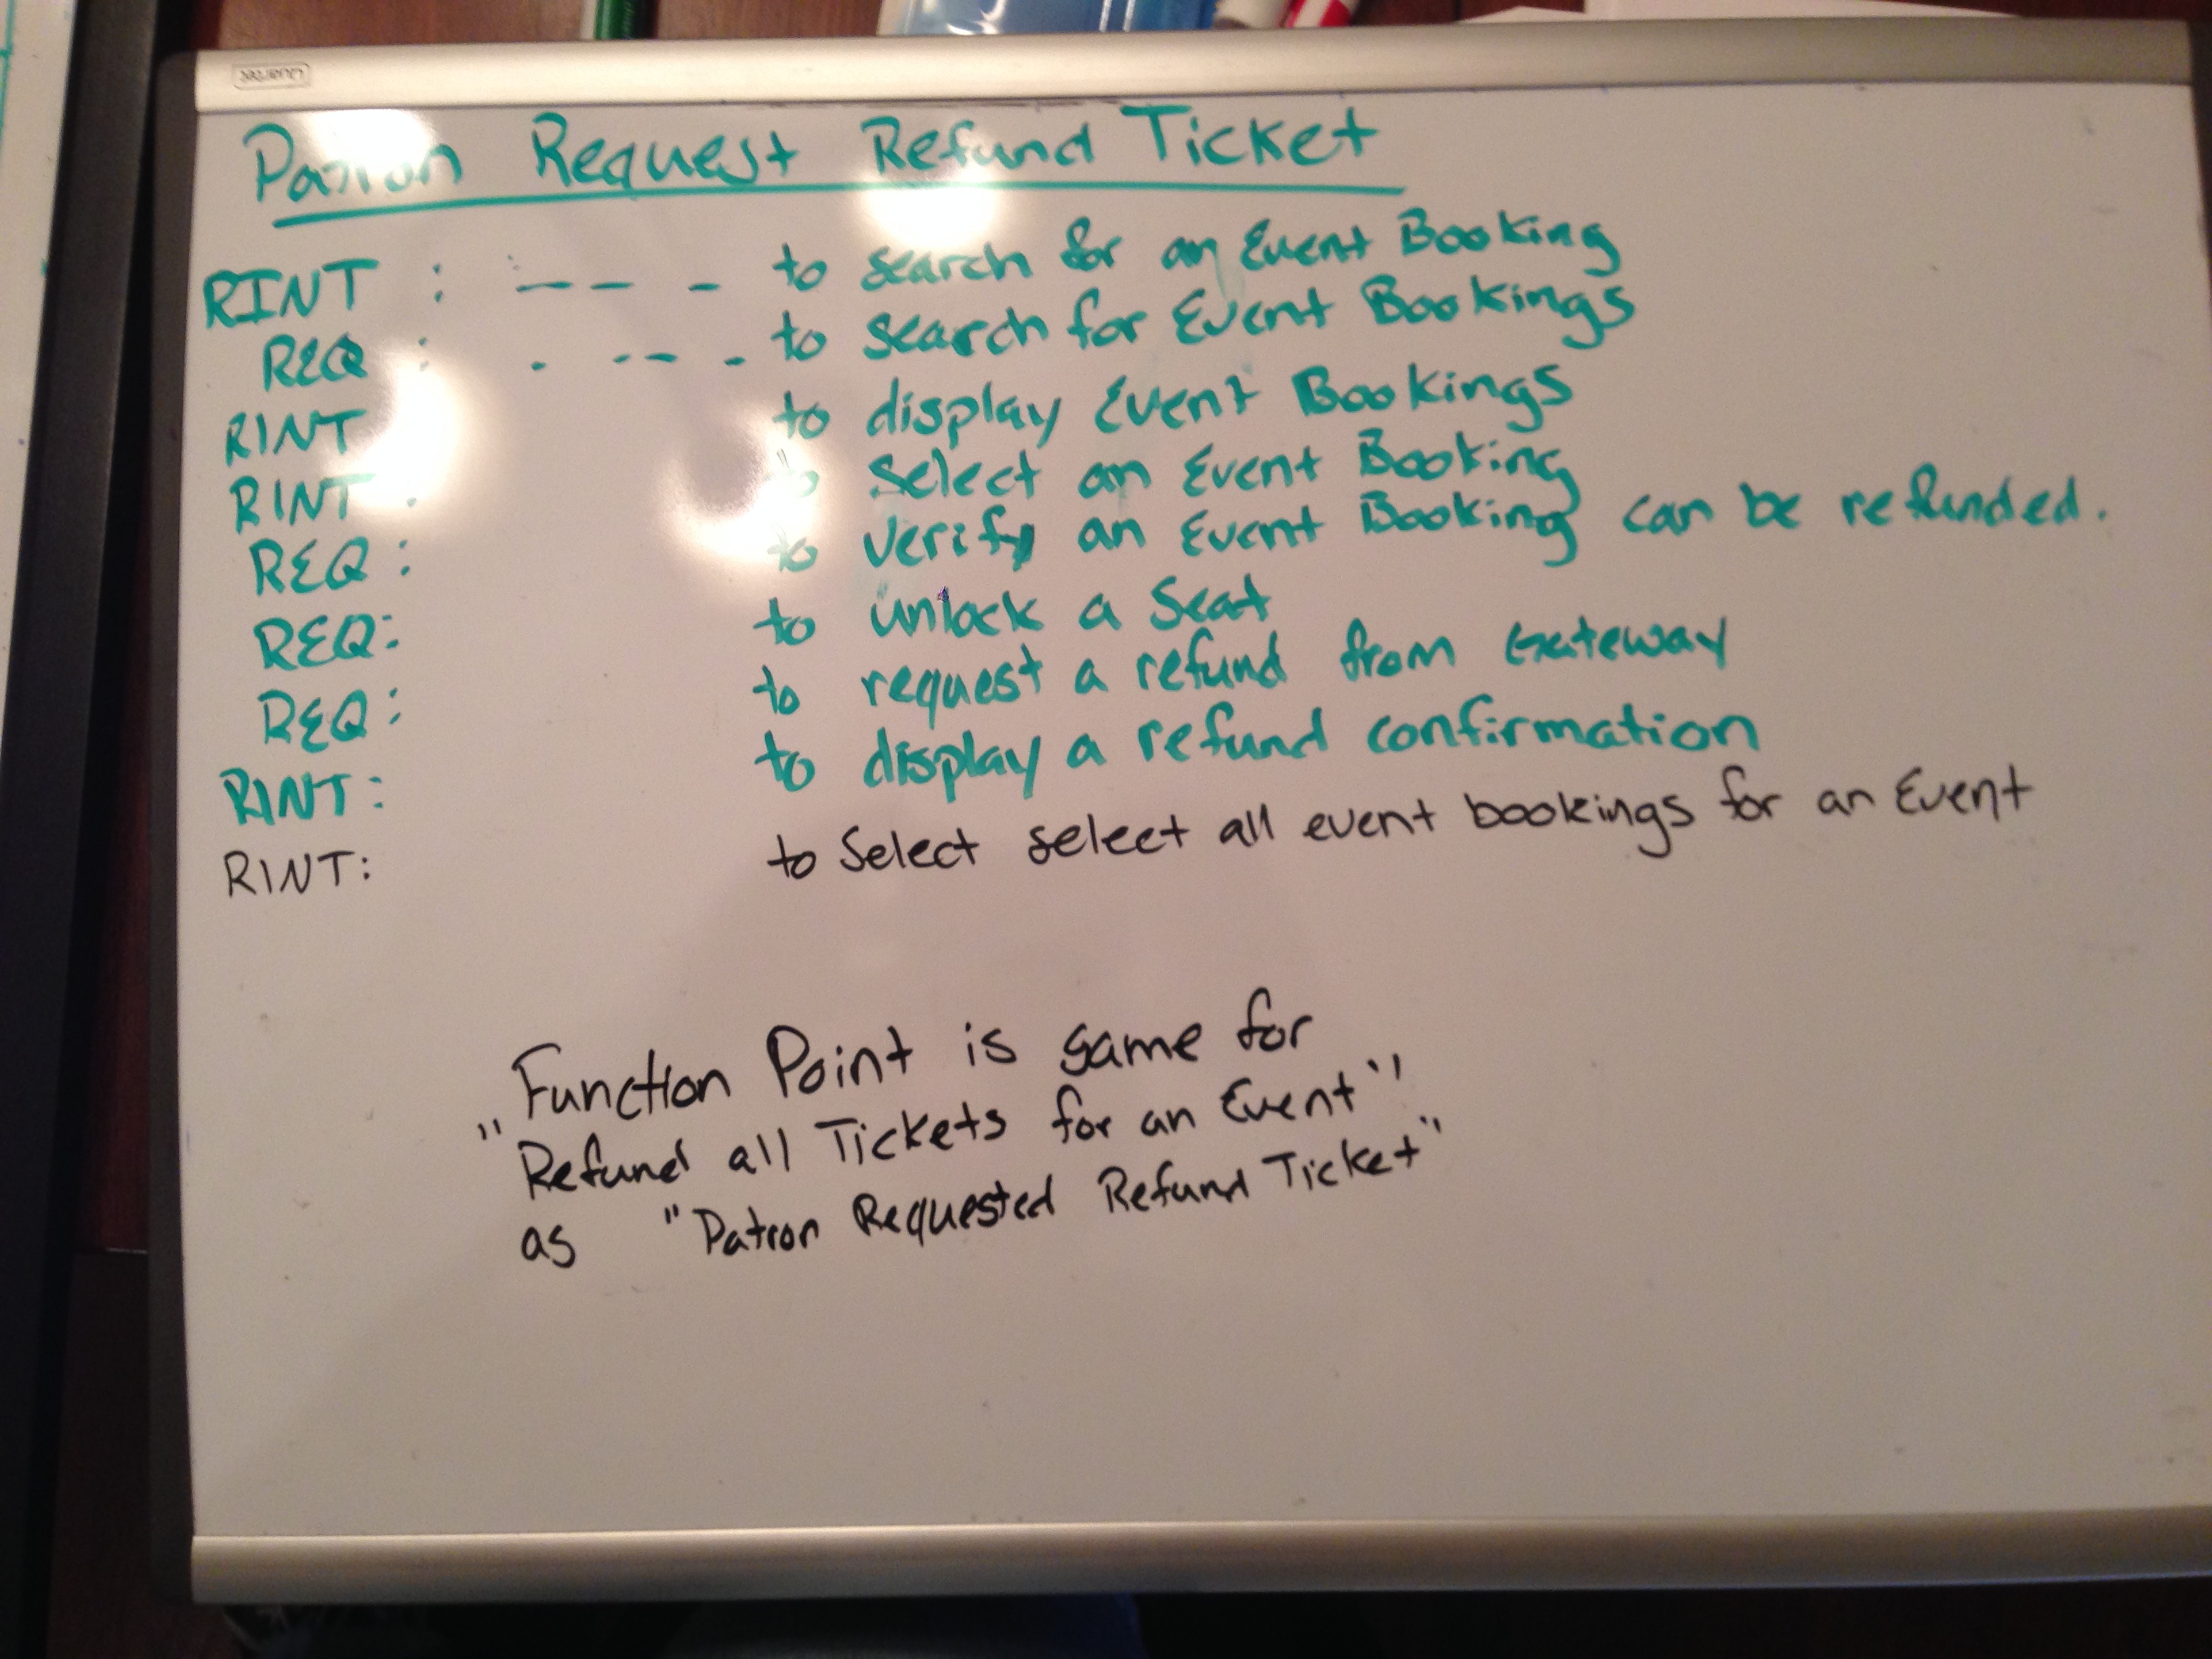 Quartet
Patron Request Refund Ticket
RINT : -- - to search for an Event Booking
REQ : - -- - to search for Event Bookings
RINT to display Event Bookings
RINT : to select an Event Booking
REQ : to verify an Event Booking can be refunded.
REQ: to unlock a Seat
REQ: to request a refund from Gateway
RINT: to display a refund confirmation
RINT: to Select select all event bookings for an Event
Function Point is same for
"Refund all Tickets for an Event"
as "Patron Requested Refund Ticket"